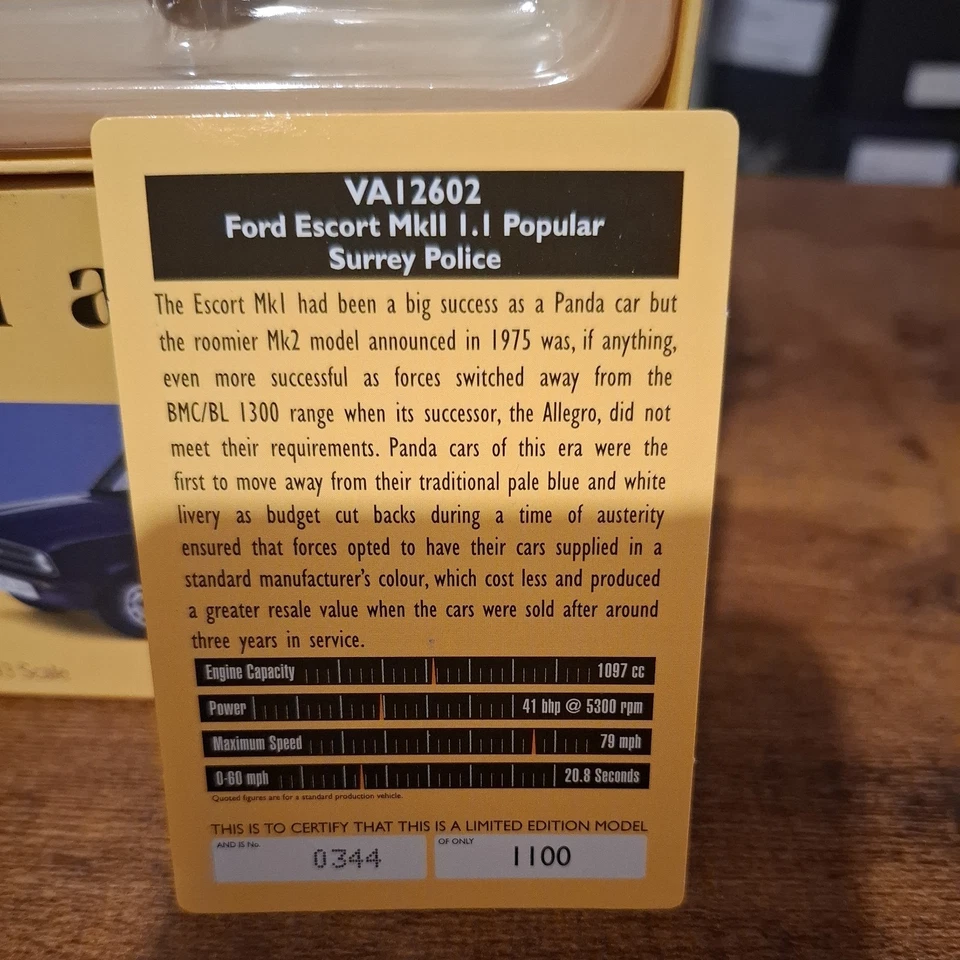 VA12602
Ford Escort MkII 1.1 Popular
Surrey Police
The Escort Mk1 had been a big success as a Panda car but
the roomier Mk2 model announced in 1975 was, if anything,
even more successful as forces switched away from the
BMC/BL 1300 range when its successor, the Allegro, did not
meet their requirements. Panda cars of this era were the
first to move away from their traditional pale blue and white
livery as budget cut backs during a time of austerity
ensured that forces opted to have their cars supplied in a
standard manufacturer's colour, which cost less and produced
a greater resale value when the cars were sold after around
three years in service.
Engine Capacity 1097 cc
Power 41 bhp @ 5300 rpm
Maximum Speed 79 mph
0-60 mph 20.8 Seconds
Quoted figures are for a standard production vehicle.
THIS IS TO CERTIFY THAT THIS IS A LIMITED EDITION MODEL
AND IS No. 0344 OF ONLY 1100
a
3 Scale